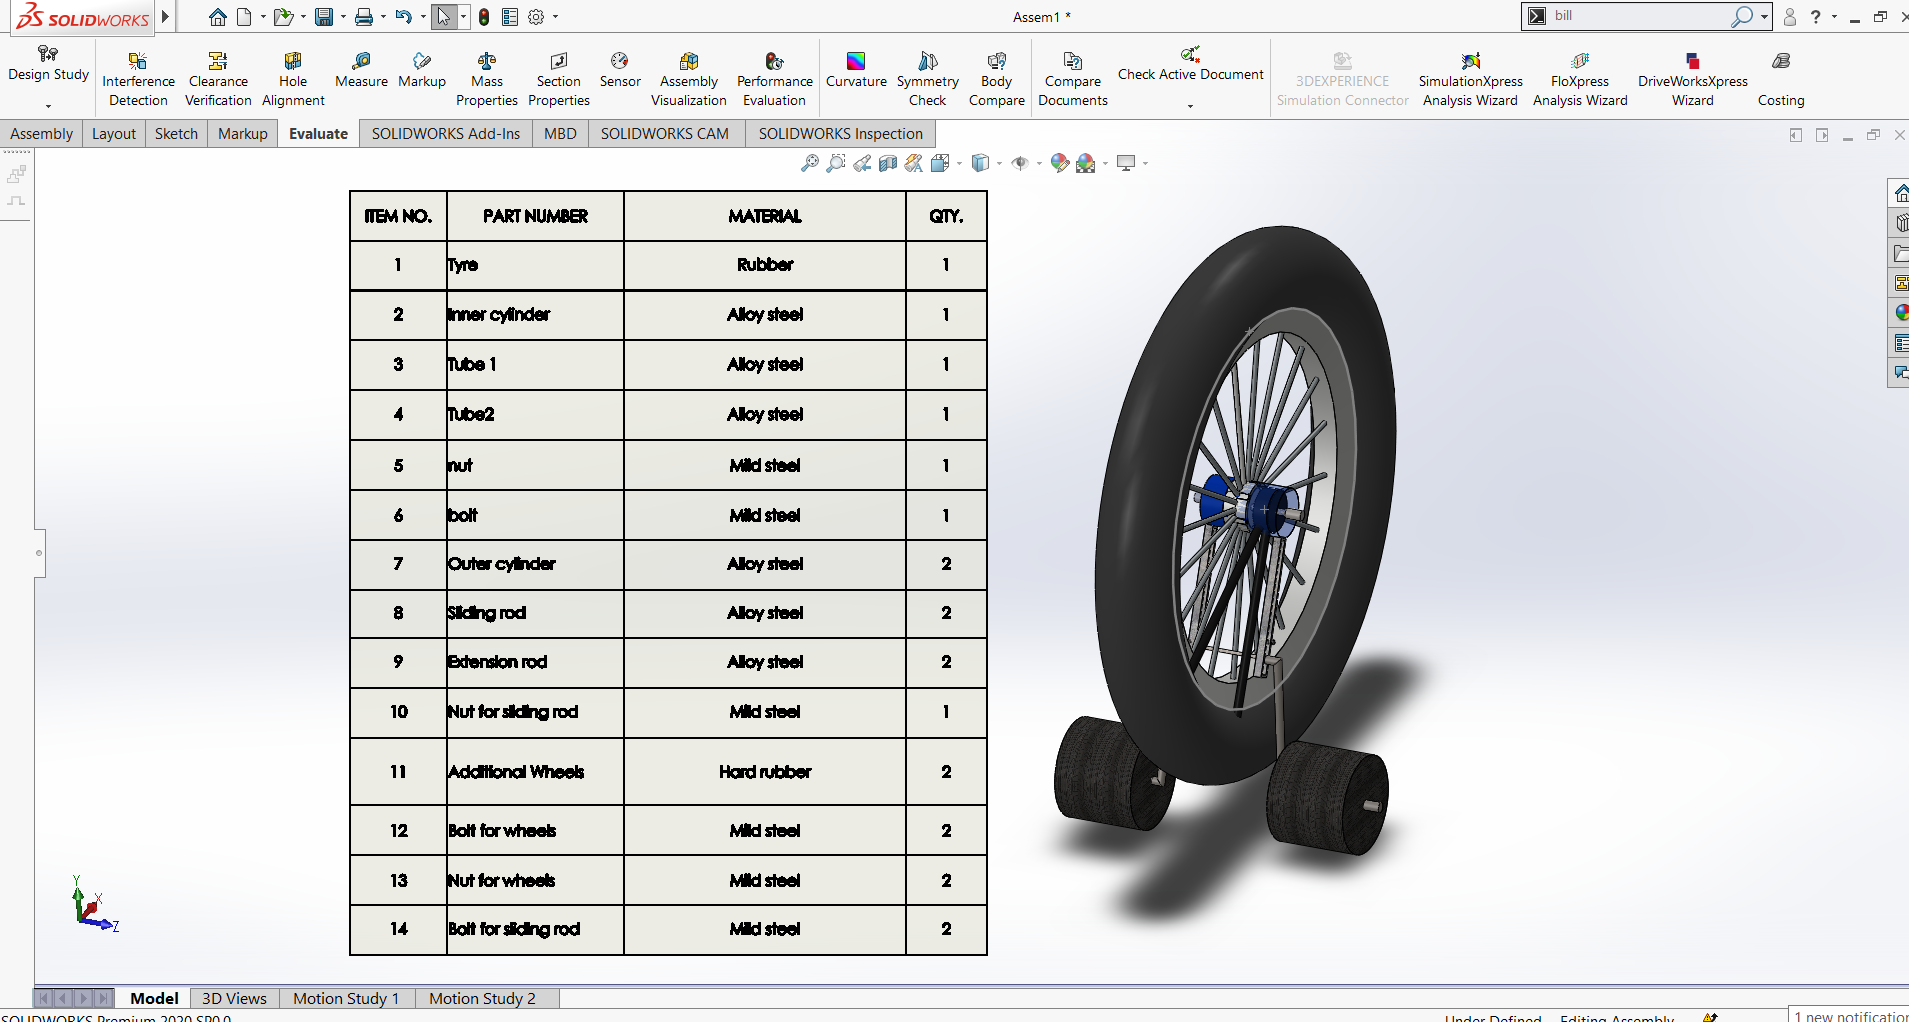 SOLIDWORKS
Assem1 *
bill
?
Design Study
Interference Detection
Clearance Verification
Hole Alignment
Measure
Markup
Mass Properties
Section Properties
Sensor
Assembly Visualization
Performance Evaluation
Curvature
Symmetry Check
Body Compare
Compare Documents
Check Active Document
3DEXPERIENCE Simulation Connector
SimulationXpress Analysis Wizard
FloXpress Analysis Wizard
DriveWorksXpress Wizard
Costing
Assembly Layout Sketch Markup Evaluate SOLIDWORKS Add-Ins MBD SOLIDWORKS CAM SOLIDWORKS Inspection
ITEM NO. PART NUMBER MATERIAL QTY.
1 Tyre Rubber 1
2 Inner cylinder Alloy steel 1
3 Tube 1 Alloy steel 1
4 Tube2 Alloy steel 1
5 nut Mild steel 1
6 bolt Mild steel 1
7 Outer cylinder Alloy steel 2
8 Sliding rod Alloy steel 2
9 Extension rod Alloy steel 2
10 Nut for sliding rod Mild steel 1
11 Additional Wheels Hard rubber 2
12 Bolt for wheels Mild steel 2
13 Nut for wheels Mild steel 2
14 Bolt for sliding rod Mild steel 2
Y
X
Z
Model 3D Views Motion Study 1 Motion Study 2
SOLIDWORKS Premium 2020 SP0.0 Under Defined Editing Assembly
1 new notification